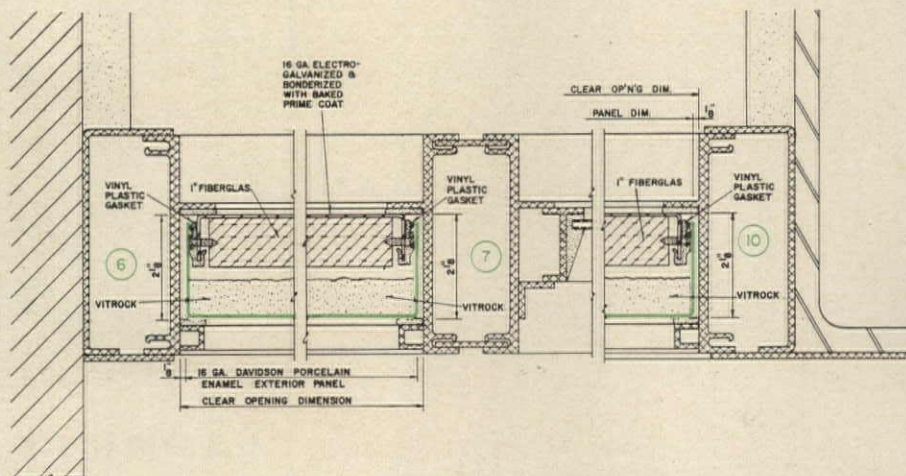 16 GA. ELECTRO-
GALVANIZED &
BONDERIZED
WITH BAKED
PRIME COAT
CLEAR OP'N'G DIM.
PANEL DIM.
1/8"
VINYL
PLASTIC
GASKET
1" FIBERGLAS
VINYL
PLASTIC
GASKET
1" FIBERGLAS
VINYL
PLASTIC
GASKET
6
2 1/8"
2 1/8"
7
2 1/8"
10
VITROCK
VITROCK
VITROCK
1/8"
16 GA. DAVIDSON PORCELAIN
ENAMEL EXTERIOR PANEL
CLEAR OPENING DIMENSION